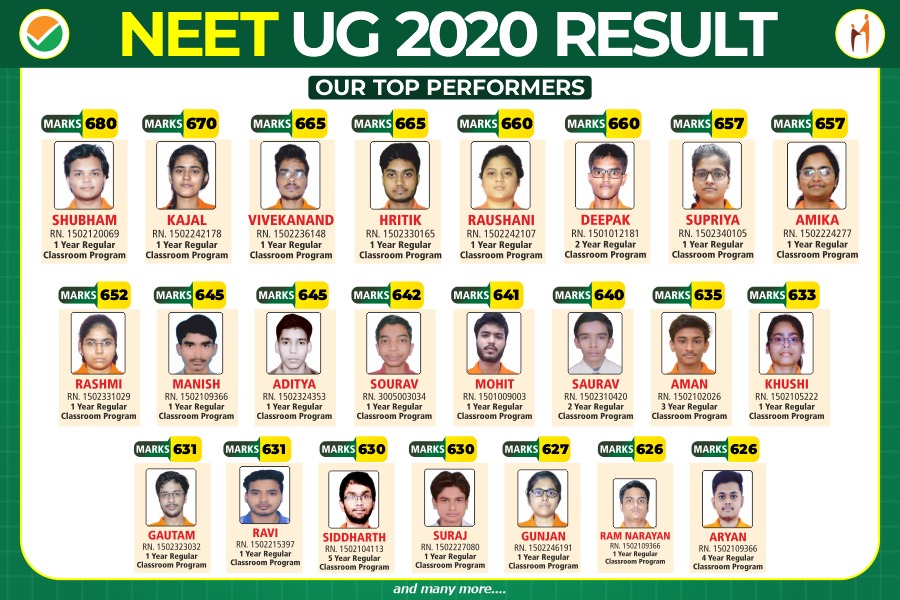 NEET UG 2020 RESULT
OUR TOP PERFORMERS
MARKS 680
SHUBHAM
RN. 1502120069
1 Year Regular
Classroom Program
MARKS 670
KAJAL
RN. 1502242178
1 Year Regular
Classroom Program
MARKS 665
VIVEKANAND
RN. 1502236148
1 Year Regular
Classroom Program
MARKS 665
HRITIK
RN. 1502330165
1 Year Regular
Classroom Program
MARKS 660
RAUSHANI
RN. 1502242107
1 Year Regular
Classroom Program
MARKS 660
DEEPAK
RN. 1501012181
2 Year Regular
Classroom Program
MARKS 657
SUPRIYA
RN. 1502340105
1 Year Regular
Classroom Program
MARKS 657
AMIKA
RN. 1502224277
1 Year Regular
Classroom Program
MARKS 652
RASHMI
RN. 1502331029
1 Year Regular
Classroom Program
MARKS 645
MANISH
RN. 1502109366
1 Year Regular
Classroom Program
MARKS 645
ADITYA
RN. 1502324353
1 Year Regular
Classroom Program
MARKS 642
SOURAV
RN. 3005003034
1 Year Regular
Classroom Program
MARKS 641
MOHIT
RN. 1501009003
1 Year Regular
Classroom Program
MARKS 640
SAURAV
RN. 1502310420
2 Year Regular
Classroom Program
MARKS 635
AMAN
RN. 1502102026
3 Year Regular
Classroom Program
MARKS 633
KHUSHI
RN. 1502105222
1 Year Regular
Classroom Program
MARKS 631
GAUTAM
RN. 1502323032
1 Year Regular
Classroom Program
MARKS 631
RAVI
RN. 1502215397
1 Year Regular
Classroom Program
MARKS 630
SIDDHARTH
RN. 1502104113
5 Year Regular
Classroom Program
MARKS 630
SURAJ
RN. 1502227080
1 Year Regular
Classroom Program
MARKS 627
GUNJAN
RN. 1502246191
1 Year Regular
Classroom Program
MARKS 626
RAM NARAYAN
RN. 1502109366
1 Year Regular
Classroom Program
MARKS 626
ARYAN
RN. 1502109366
4 Year Regular
Classroom Program
and many more....